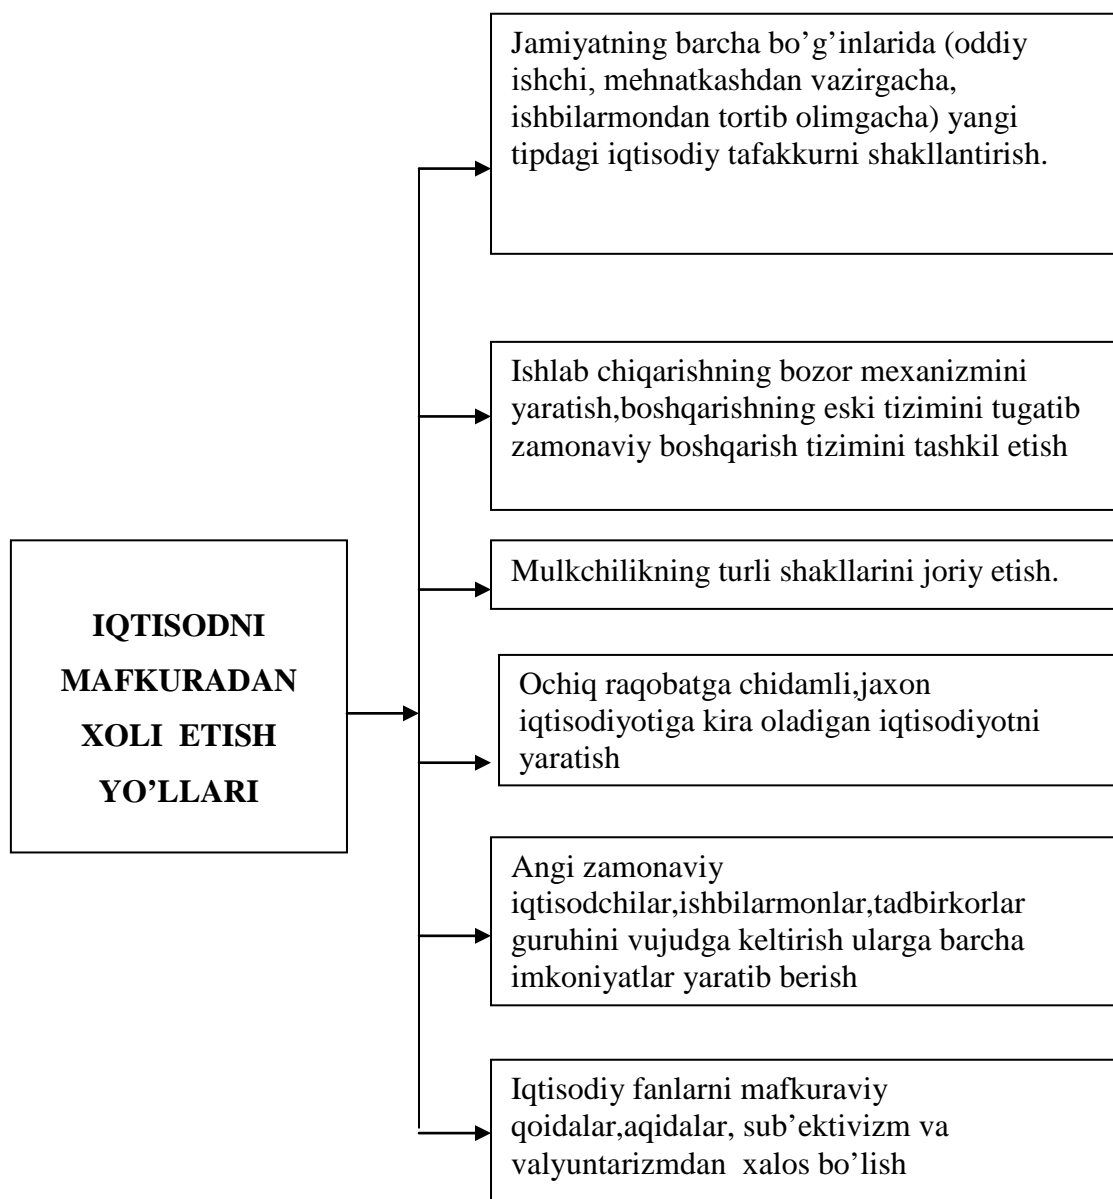 Jamiyatning barcha bo’g’inlarida (oddiy
ishchi, mehnatkashdan vazirgacha,
ishbilarmondan tortib olimgacha) yangi
tipdagi iqtisodiy tafakkurni shakllantirish.
Ishlab chiqarishning bozor mexanizmini
yaratish,boshqarishning eski tizimini tugatib
zamonaviy boshqarish tizimini tashkil etish
Mulkchilikning turli shakllarini joriy etish.
IQTISODNI
MAFKURADAN
XOLI ETISH
YO’LLARI
Ochiq raqobatga chidamli,jaxon
iqtisodiyotiga kira oladigan iqtisodiyotni
yaratish
Angi zamonaviy
iqtisodchilar,ishbilarmonlar,tadbirkorlar
guruhini vujudga keltirish ularga barcha
imkoniyatlar yaratib berish
Iqtisodiy fanlarni mafkuraviy
qoidalar,aqidalar, sub’ektivizm va
valyuntarizmdan xalos bo’lish